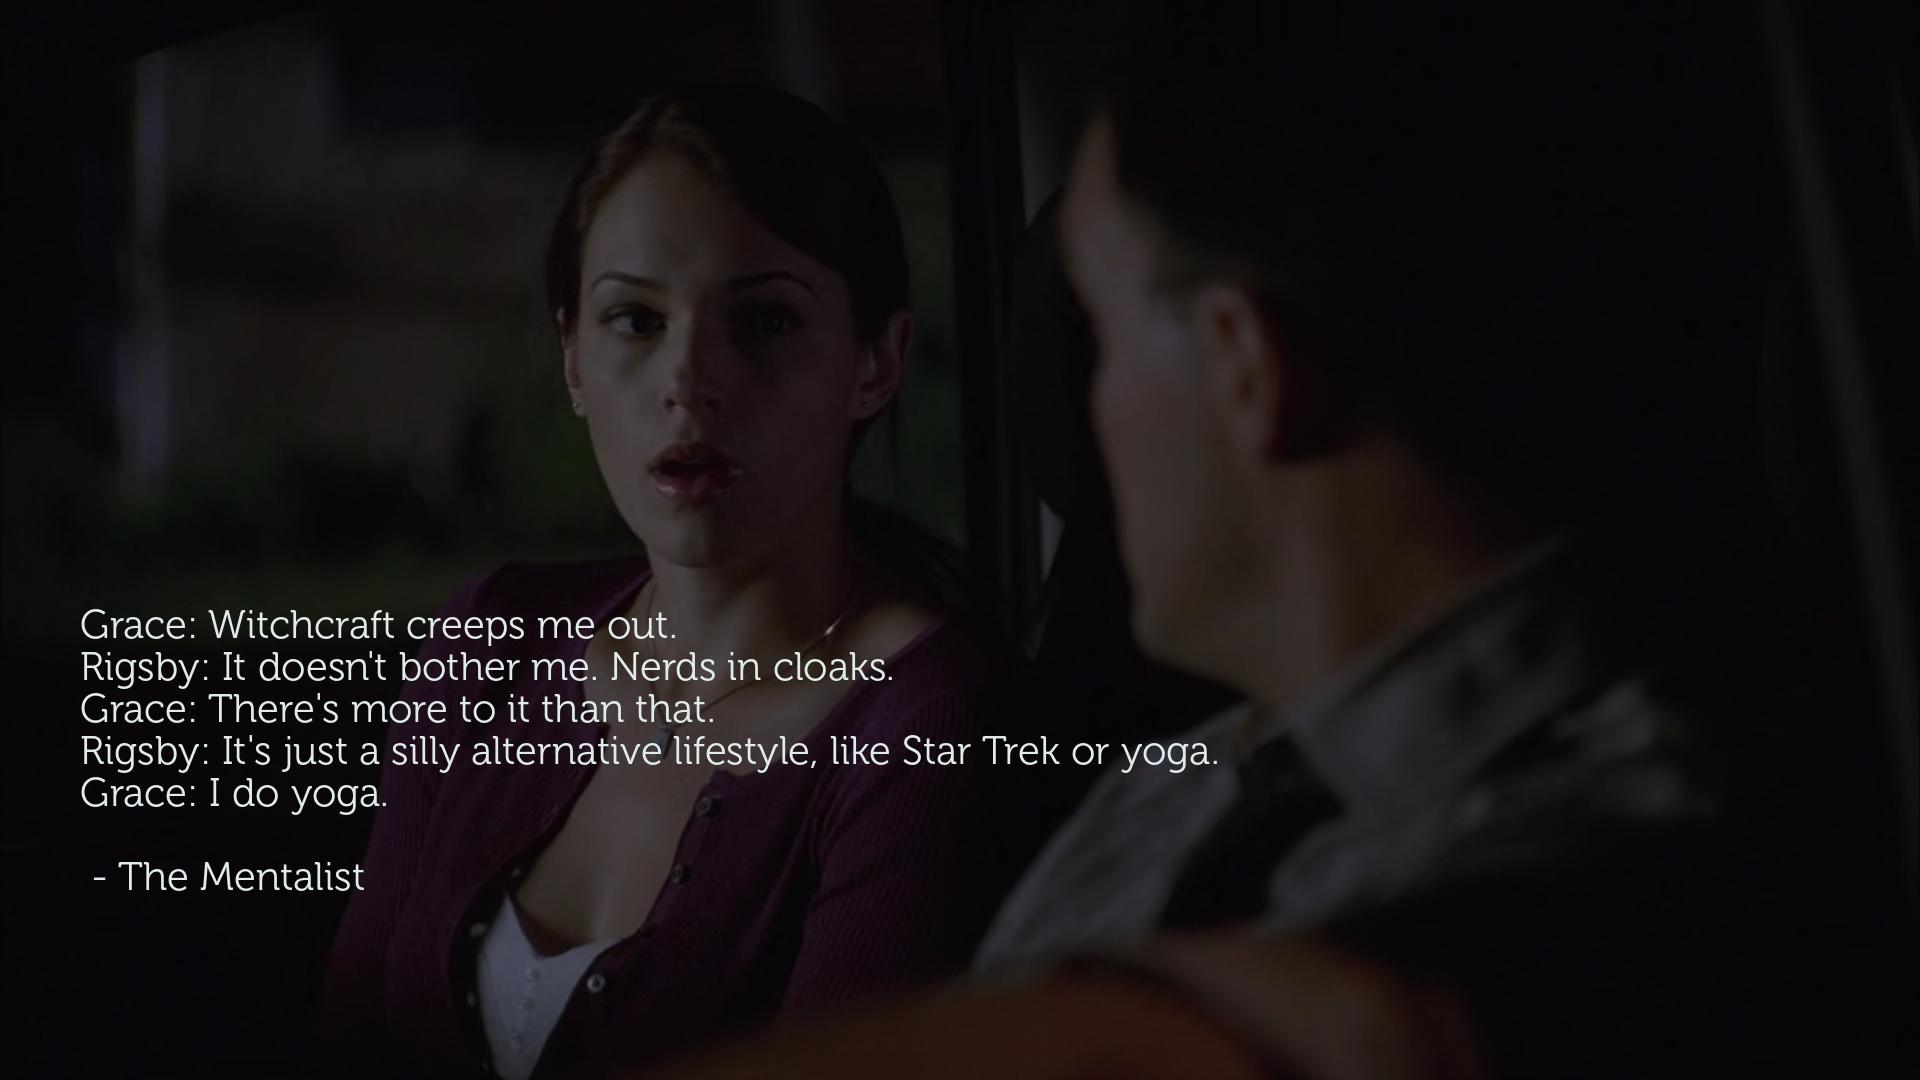 Grace: Witchcraft creeps me out.
Rigsby: It doesn't bother me. Nerds in cloaks.
Grace: There's more to it than that.
Rigsby: It's just a silly alternative lifestyle, like Star Trek or yoga.
Grace: I do yoga.
- The Mentalist